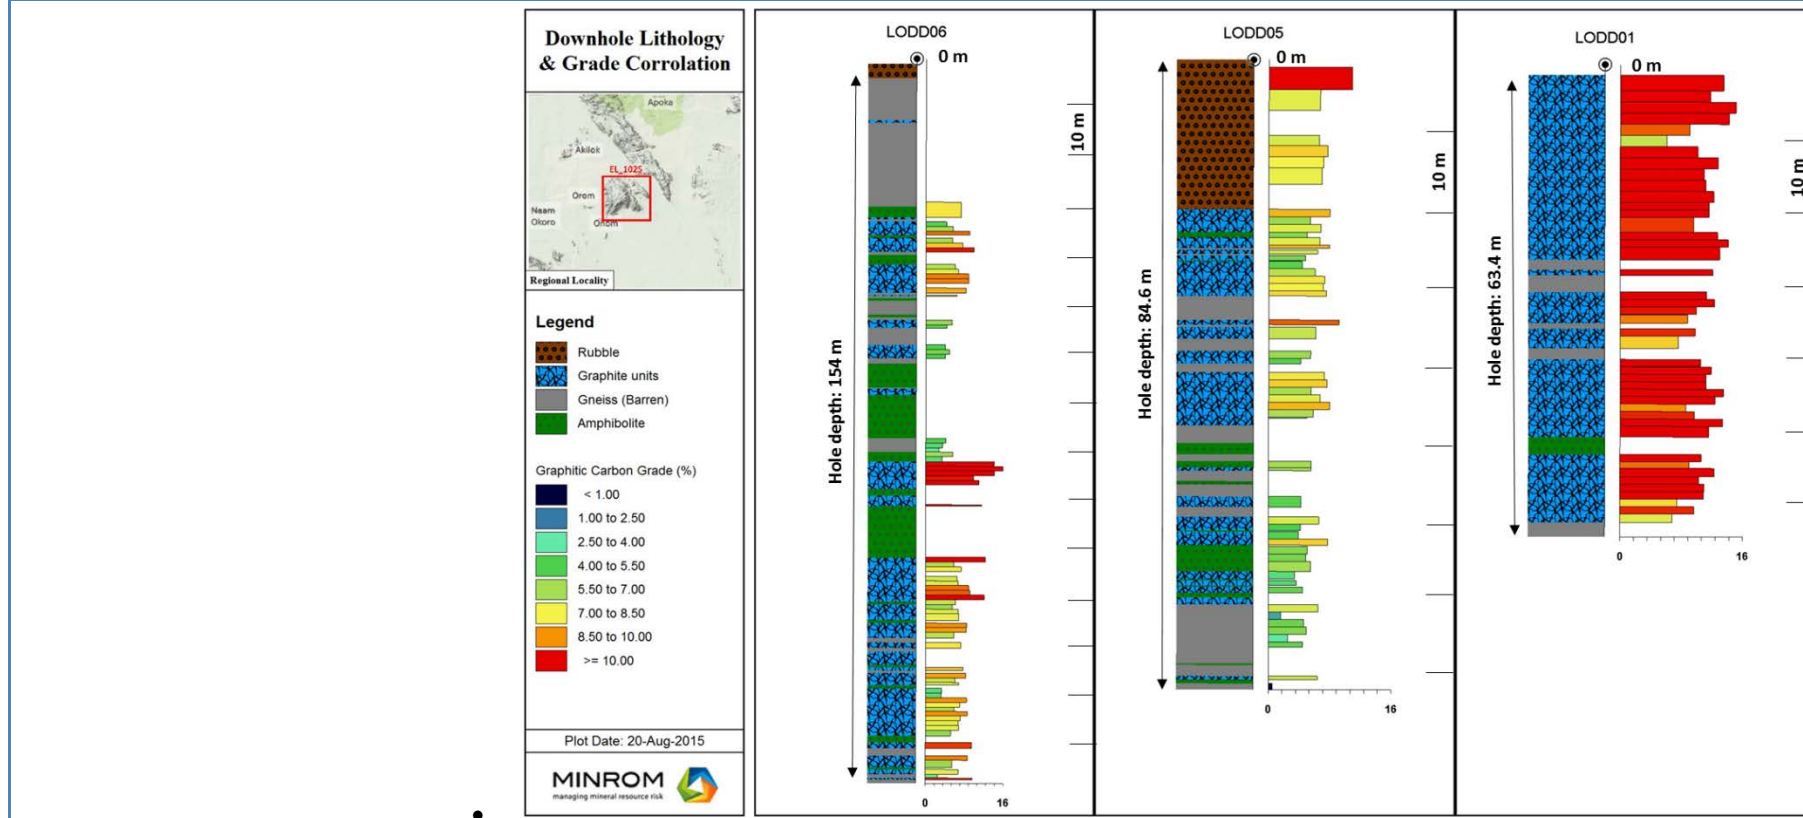 Downhole Lithology
& Grade Corrolation
Apoka
Akilok
EL_1025
Orom
Naam
Okoro
Onom
Regional Locality
Legend
Rubble
Graphite units
Gneiss (Barren)
Amphibolite
Graphitic Carbon Grade (%)
< 1.00
1.00 to 2.50
2.50 to 4.00
4.00 to 5.50
5.50 to 7.00
7.00 to 8.50
8.50 to 10.00
>= 10.00
Plot Date: 20-Aug-2015
MINROM
managing mineral resource risk
LODD06
0 m
10 m
Hole depth: 154 m
0 16
LODD05
0 m
10 m
Hole depth: 84.6 m
0 16
LODD01
0 m
10 m
Hole depth: 63.4 m
0 16